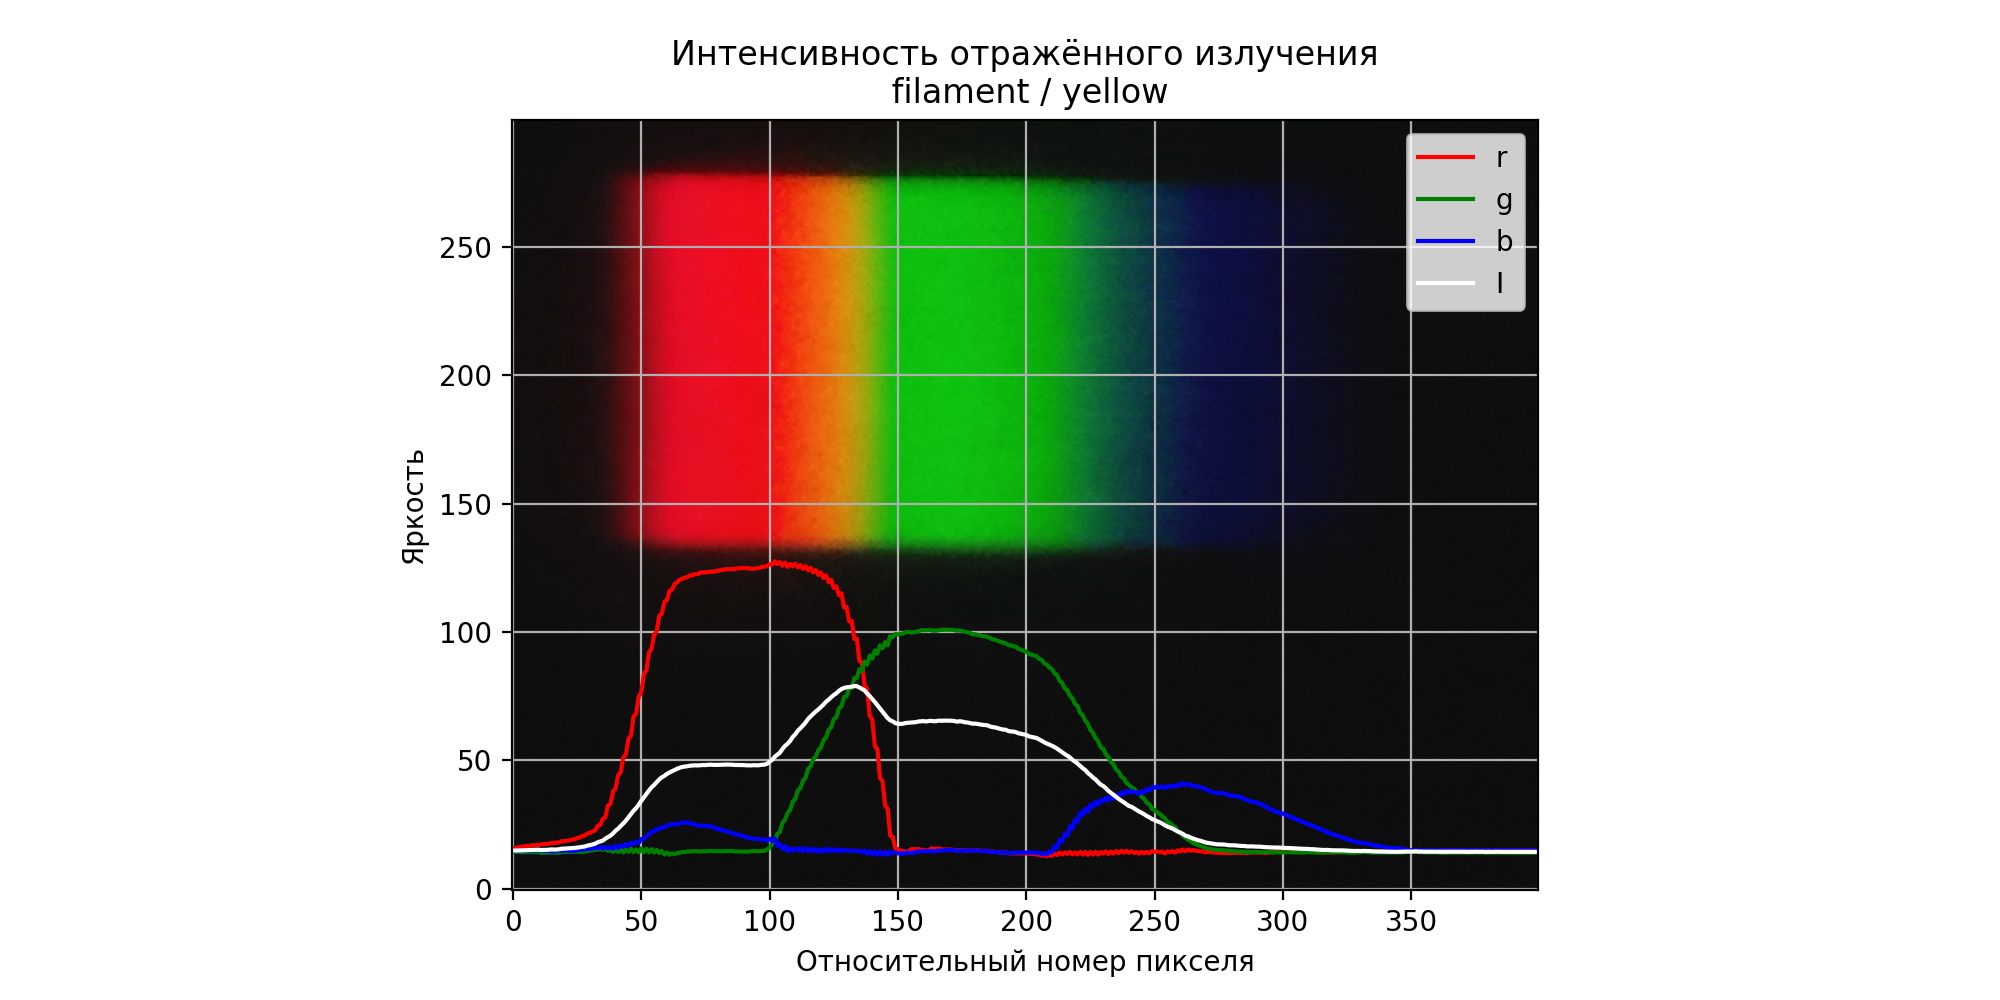 Интенсивность отражённого излучения
filament / yellow
r
g
b
l
250
200
150
100
50
0
Яркость
0 50 100 150 200 250 300 350
Относительный номер пикселя